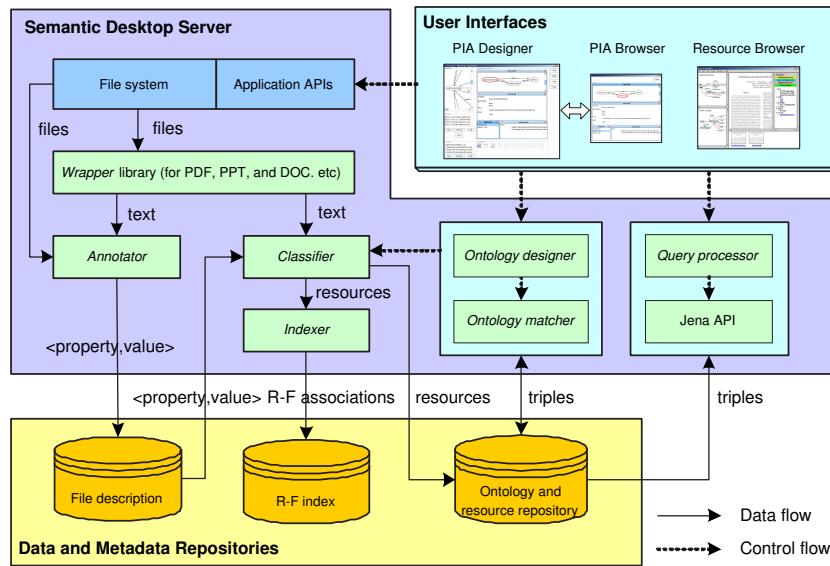 Semantic Desktop Server
User Interfaces
PIA Designer
PIA Browser
Resource Browser
File system
Application APIs
files
files
Wrapper library (for PDF, PPT, and DOC. etc)
text
text
Annotator
Classifier
Ontology designer
Query processor
resources
Indexer
Ontology matcher
Jena API
<property,value>
<property,value>
R-F associations
resources
triples
triples
File description
R-F index
Ontology and
resource repository
Data and Metadata Repositories
Data flow
Control flow